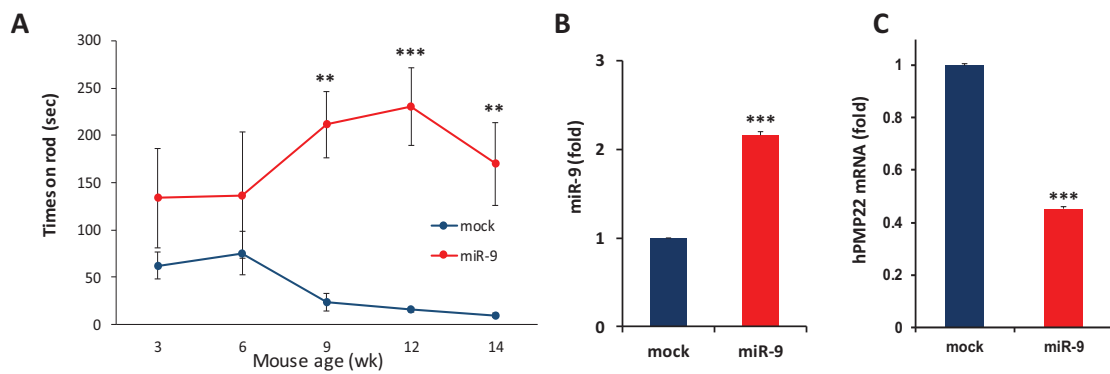 A
Times on rod (sec)
300
250
200
150
100
50
0
**
***
**
mock
miR-9
3 6 9 12 14
Mouse age (wk)
B
miR-9 (fold)
3
2
1
0
***
mock miR-9
C
hPMP22 mRNA (fold)
1
0.8
0.6
0.4
0.2
0
***
mock miR-9